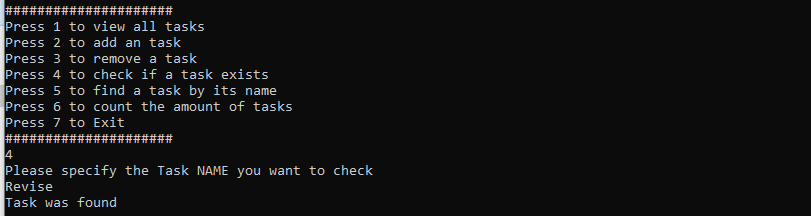 #####################
Press 1 to view all tasks
Press 2 to add an task
Press 3 to remove a task
Press 4 to check if a task exists
Press 5 to find a task by its name
Press 6 to count the amount of tasks
Press 7 to Exit
#####################
4
Please specify the Task NAME you want to check
Revise
Task was found